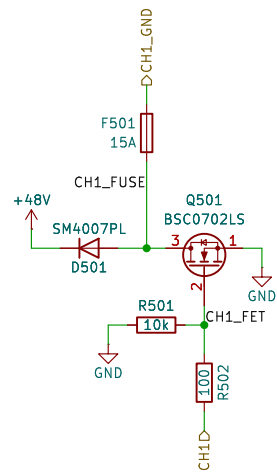 CH1_GND
F501
15A
CH1_FUSE
Q501
BSC0702LS
+48V
SM4007PL
D501
3
1
2
GND
R501
10k
CH1_FET
GND
100
R502
CH1